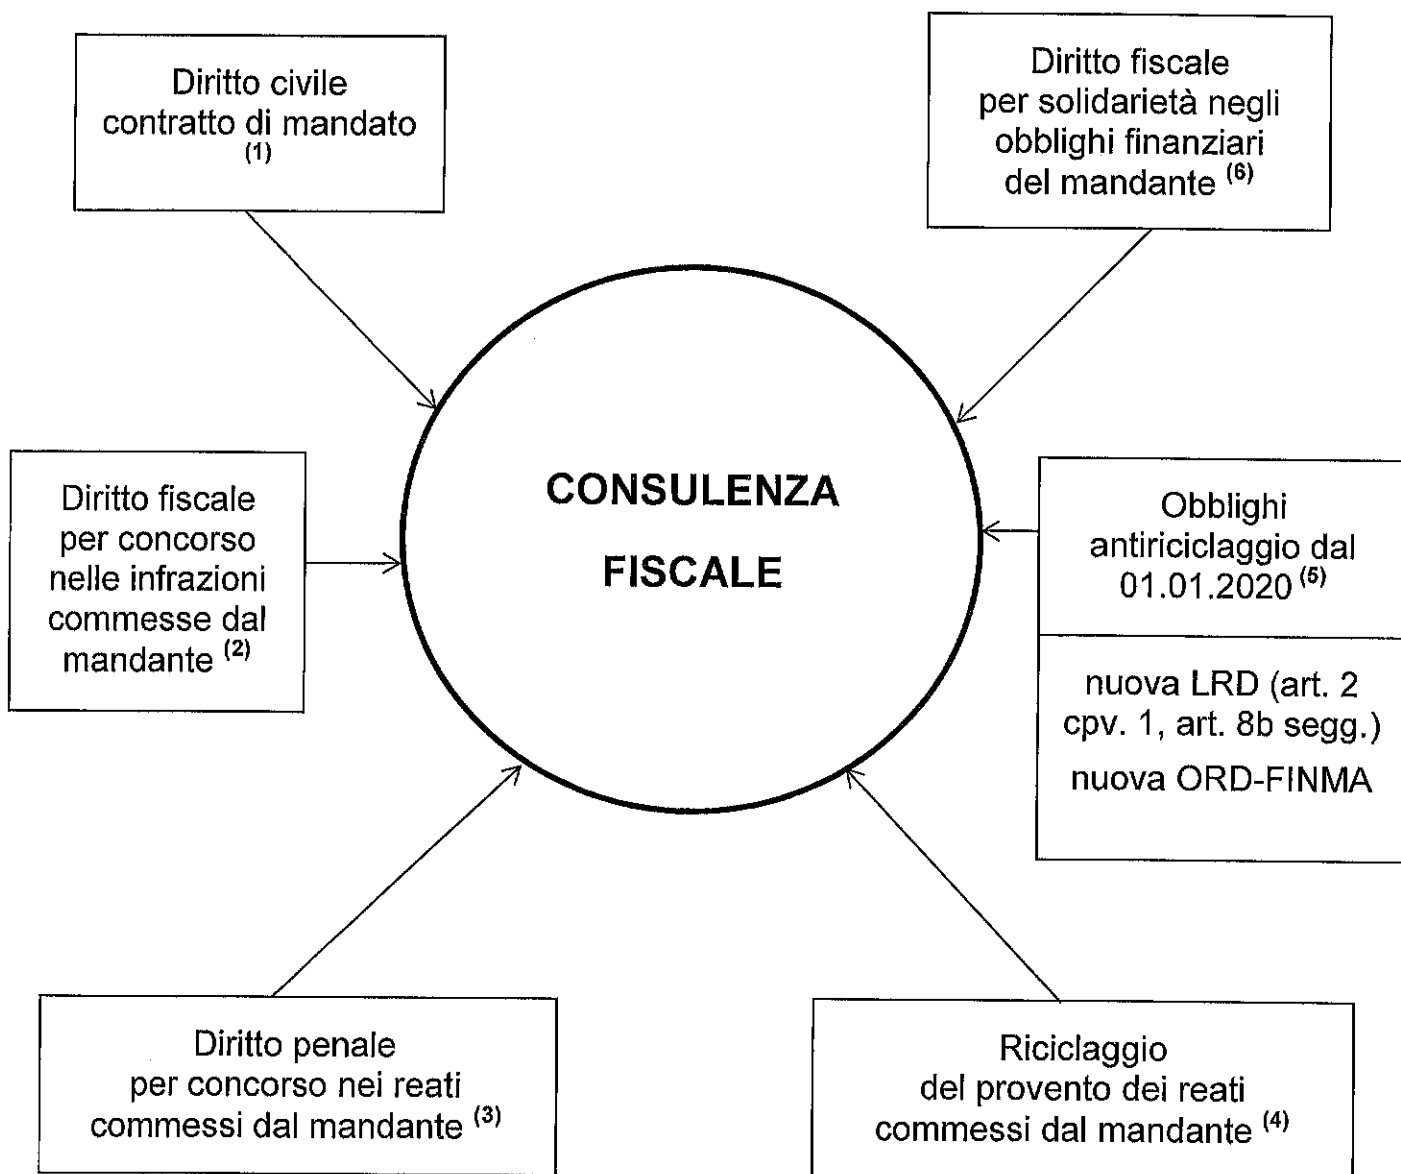 Diritto civile
contratto di mandato
(1)
Diritto fiscale
per solidarietà negli
obblighi finanziari
del mandante (6)
CONSULENZA
FISCALE
Diritto fiscale
per concorso
nelle infrazioni
commesse dal
mandante (2)
Obblighi
antiriciclaggio dal
01.01.2020 (5)
nuova LRD (art. 2
cpv. 1, art. 8b segg.)
nuova ORD-FINMA
Diritto penale
per concorso nei reati
commessi dal mandante (3)
Riciclaggio
del provento dei reati
commessi dal mandante (4)